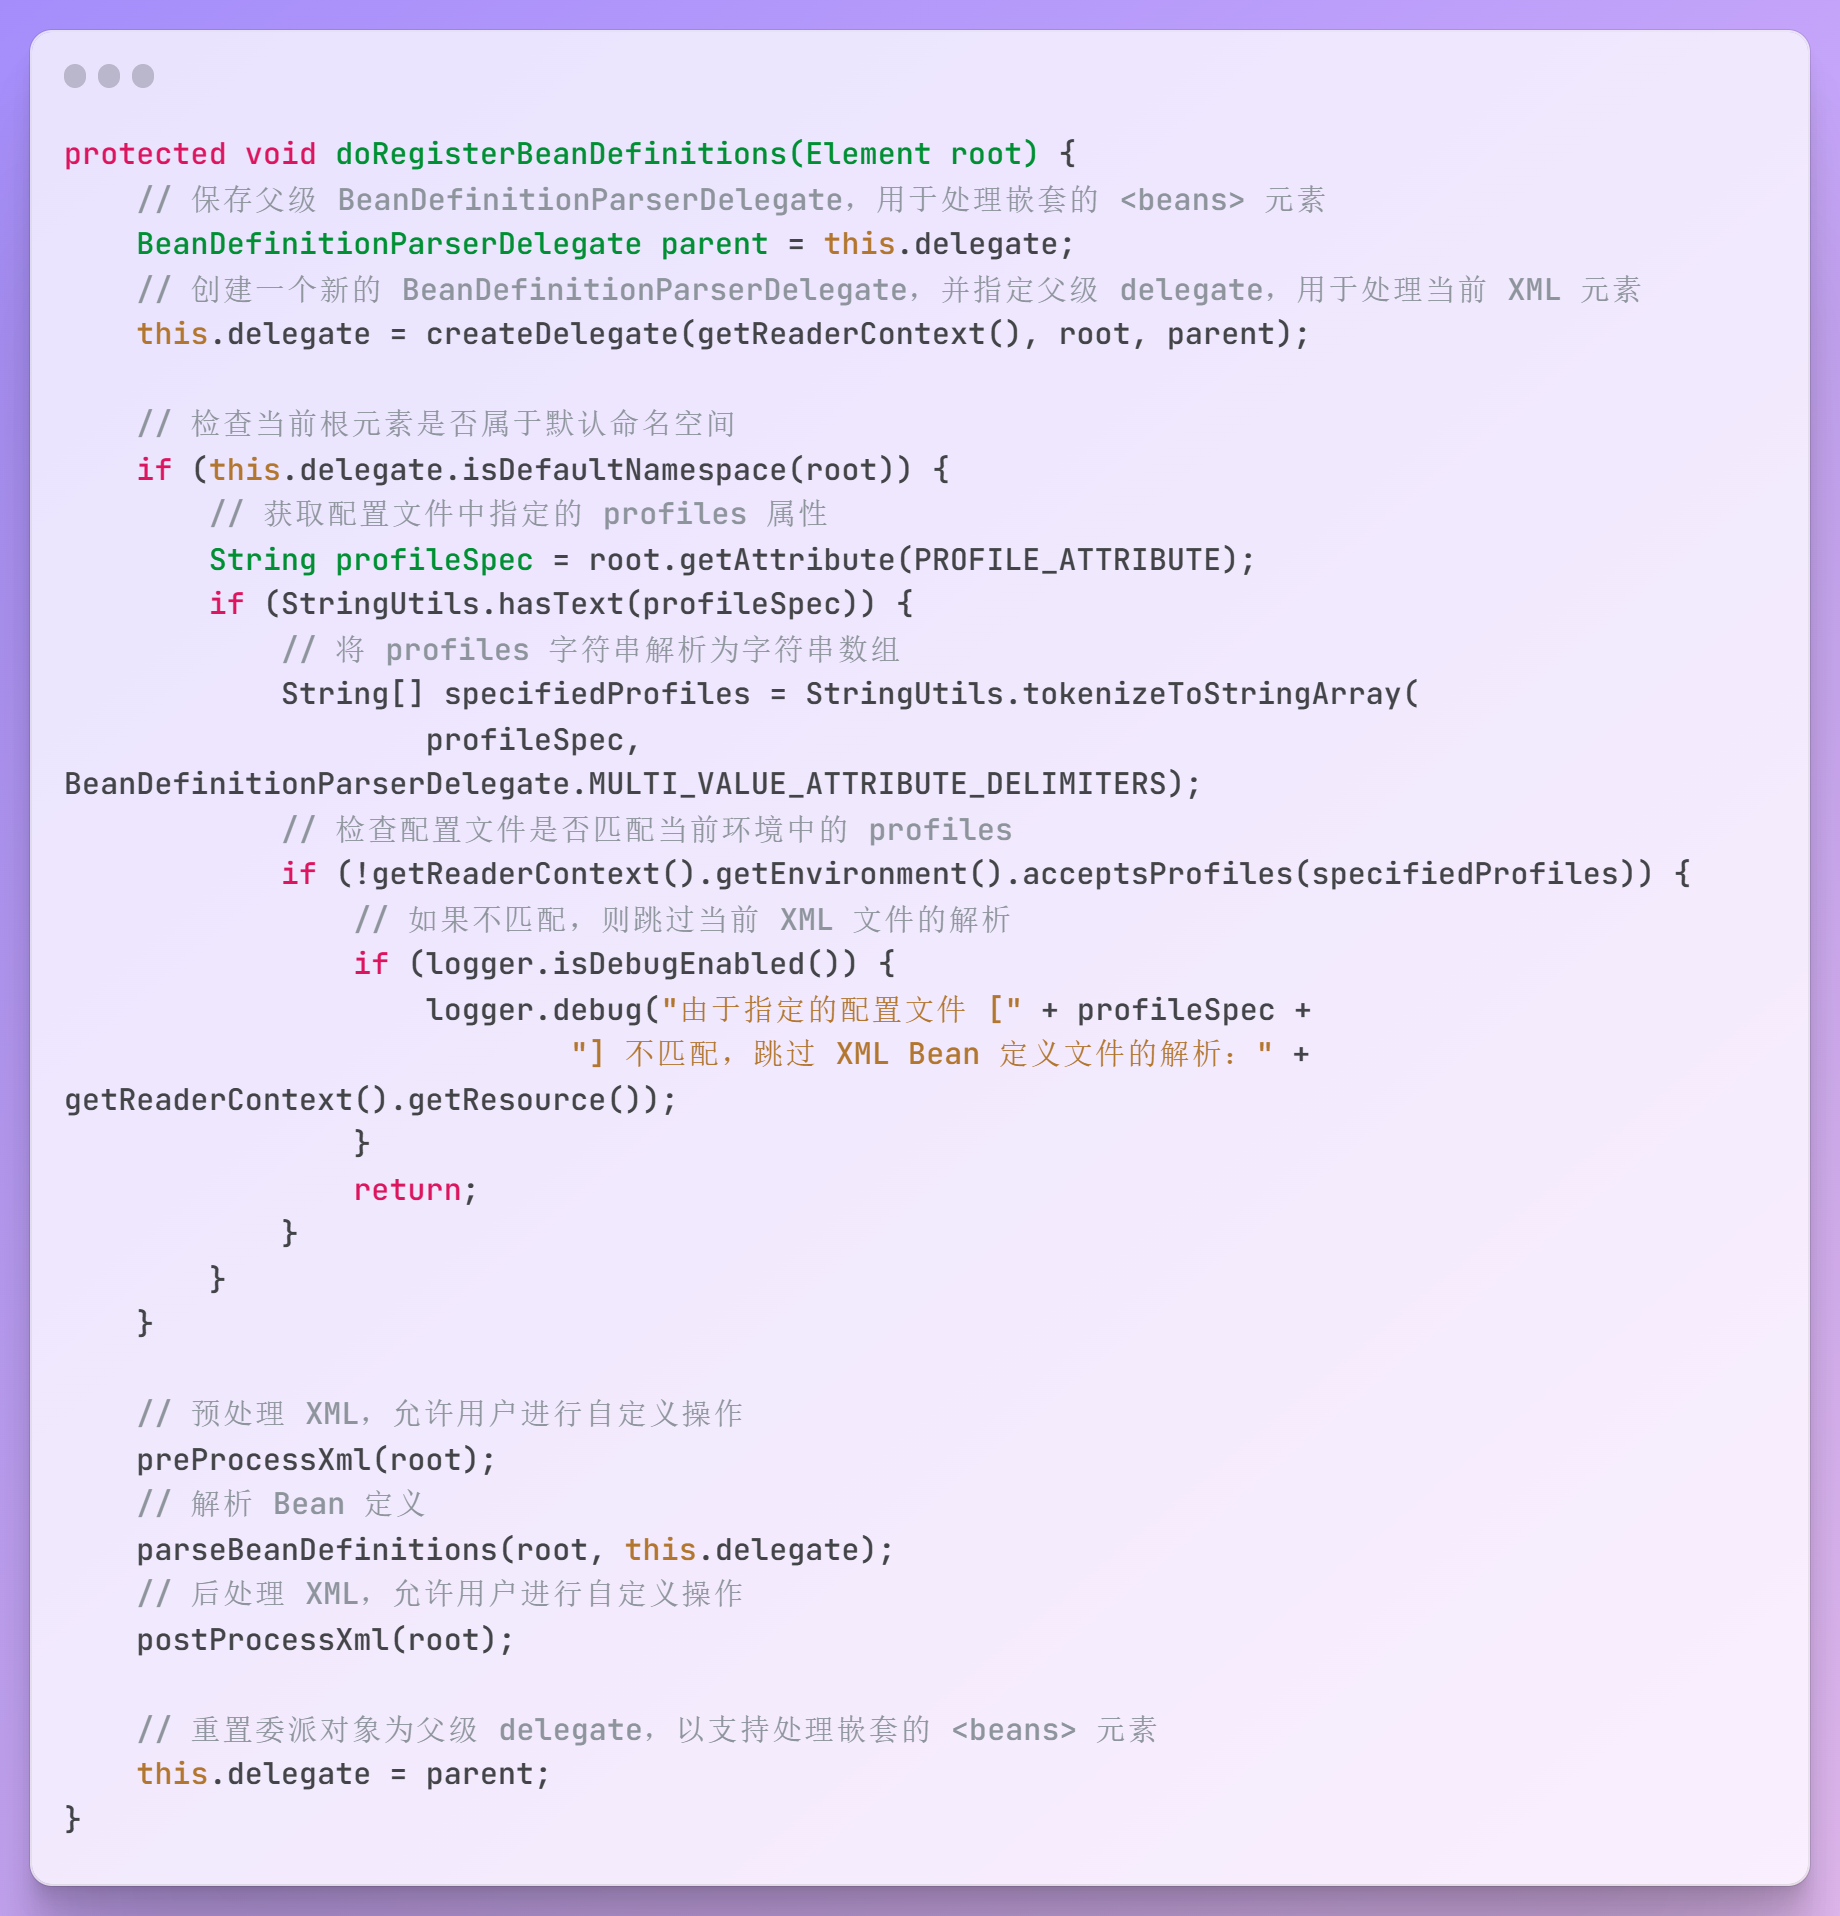 protected void doRegisterBeanDefinitions(Element root) {
    // 保存父级 BeanDefinitionParserDelegate，用于处理嵌套的 <beans> 元素
    BeanDefinitionParserDelegate parent = this.delegate;
    // 创建一个新的 BeanDefinitionParserDelegate，并指定父级 delegate，用于处理当前 XML 元素
    this.delegate = createDelegate(getReaderContext(), root, parent);

    // 检查当前根元素是否属于默认命名空间
    if (this.delegate.isDefaultNamespace(root)) {
        // 获取配置文件中指定的 profiles 属性
        String profileSpec = root.getAttribute(PROFILE_ATTRIBUTE);
        if (StringUtils.hasText(profileSpec)) {
            // 将 profiles 字符串解析为字符串数组
            String[] specifiedProfiles = StringUtils.tokenizeToStringArray(
                    profileSpec,
BeanDefinitionParserDelegate.MULTI_VALUE_ATTRIBUTE_DELIMITERS);
            // 检查配置文件是否匹配当前环境中的 profiles
            if (!getReaderContext().getEnvironment().acceptsProfiles(specifiedProfiles)) {
                // 如果不匹配，则跳过当前 XML 文件的解析
                if (logger.isDebugEnabled()) {
                    logger.debug("由于指定的配置文件 [" + profileSpec +
                            "] 不匹配，跳过 XML Bean 定义文件的解析：" +
getReaderContext().getResource());
                }
                return;
            }
        }
    }

    // 预处理 XML，允许用户进行自定义操作
    preProcessXml(root);
    // 解析 Bean 定义
    parseBeanDefinitions(root, this.delegate);
    // 后处理 XML，允许用户进行自定义操作
    postProcessXml(root);

    // 重置委派对象为父级 delegate，以支持处理嵌套的 <beans> 元素
    this.delegate = parent;
}